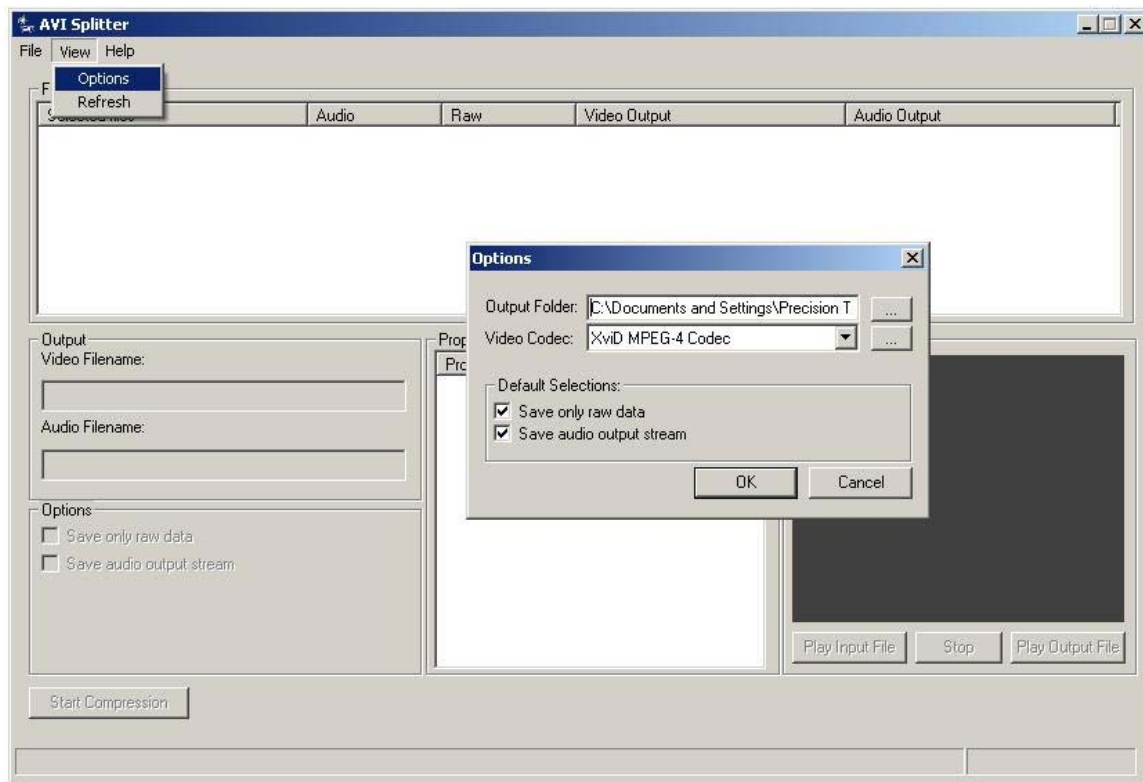 AVI Splitter
File View Help
Options
Refresh
F
Audio Raw Video Output Audio Output
Options
Output Folder: C:\Documents and Settings\Precision T ...
Video Codec: XviD MPEG-4 Codec ...
Default Selections:
Save only raw data
Save audio output stream
OK Cancel
Output
Video Filename:
Audio Filename:
Options
Save only raw data
Save audio output stream
Prop
Pro
Play Input File Stop Play Output File
Start Compression